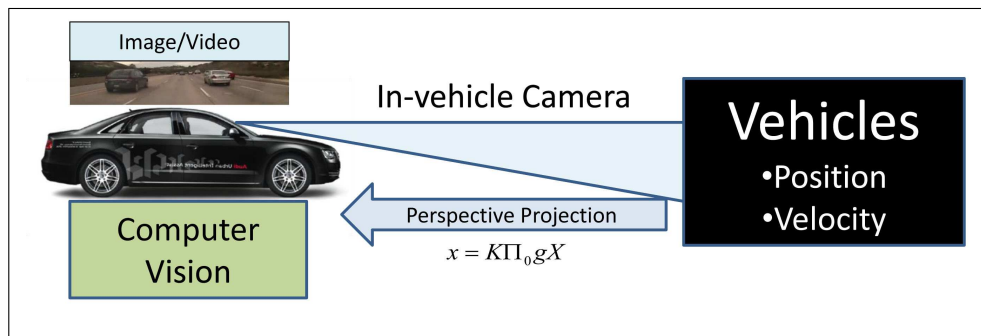 Image/Video
In-vehicle Camera
Vehicles
•Position
•Velocity
Perspective Projection
x = KΠ₀gX
Computer
Vision